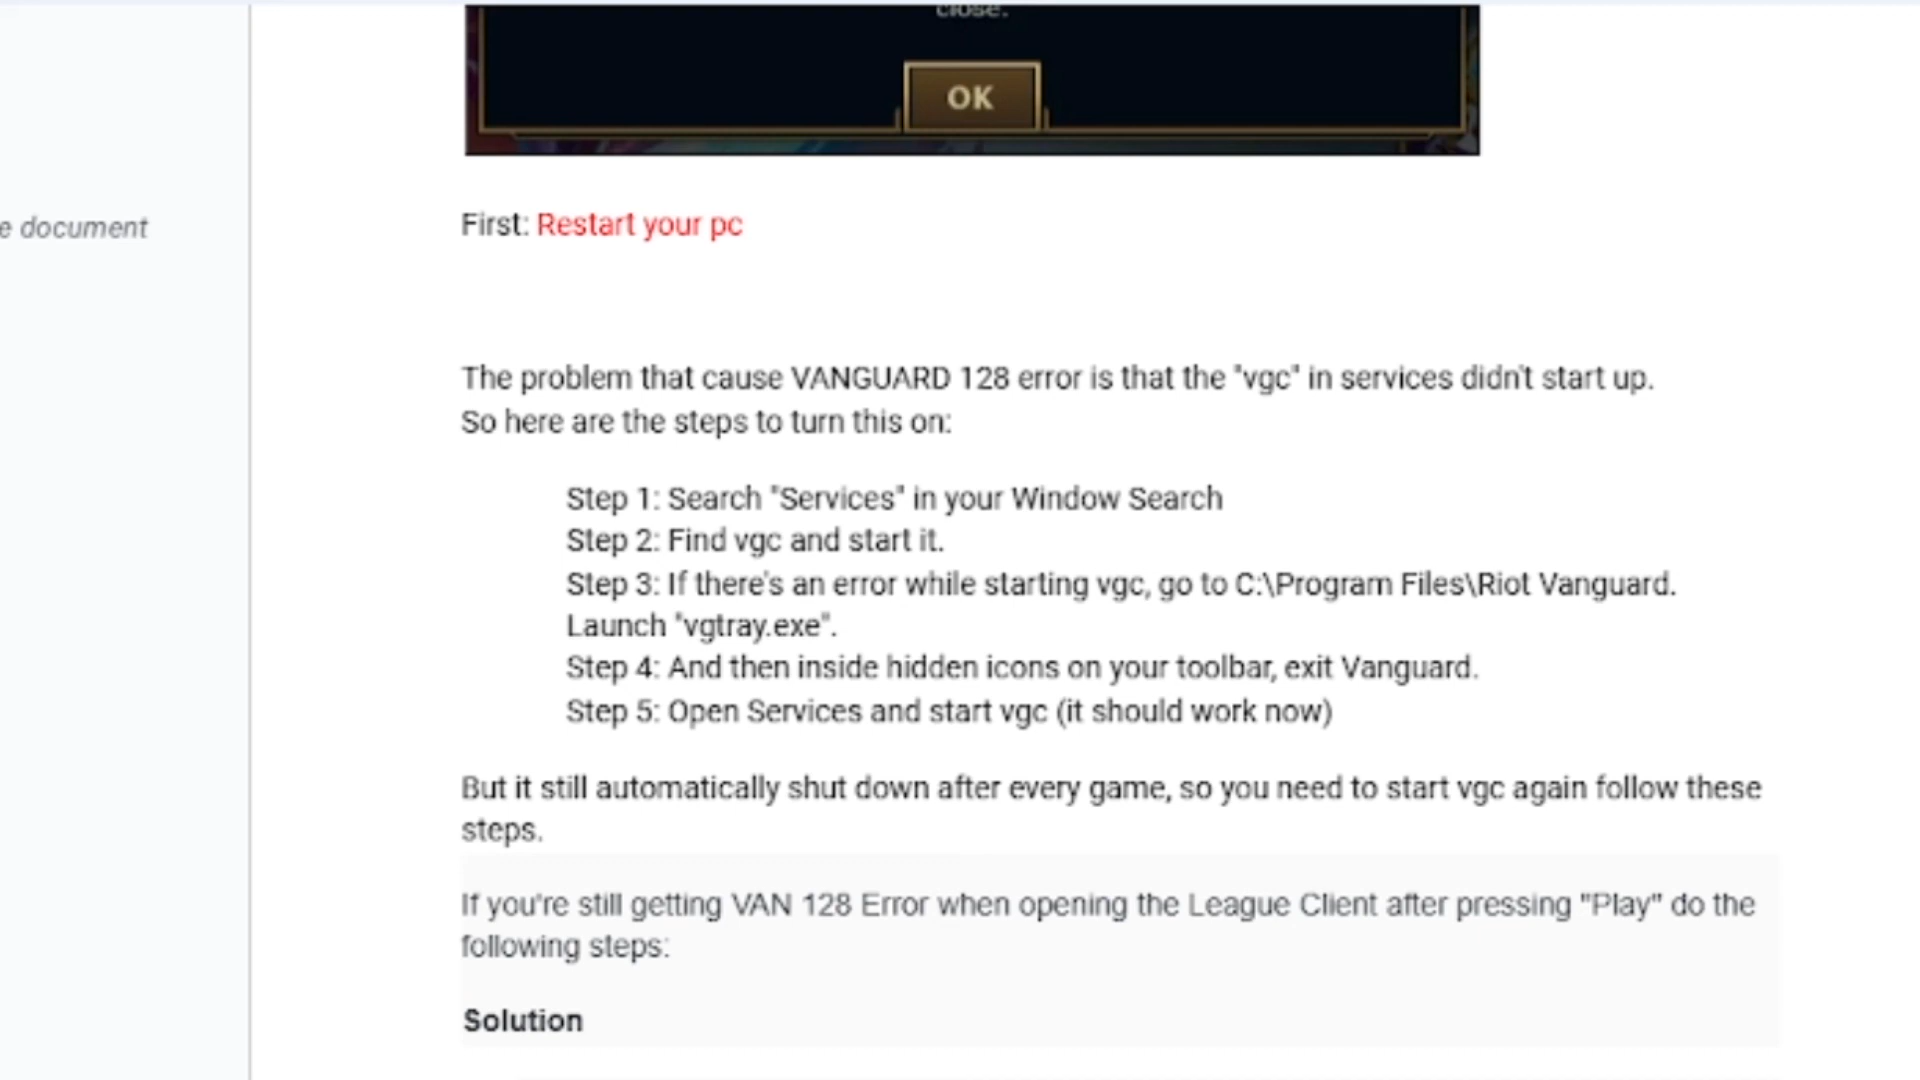 close.
OK
e document
First: Restart your pc
The problem that cause VANGUARD 128 error is that the "vgc" in services didn't start up.
So here are the steps to turn this on:
Step 1: Search "Services" in your Window Search
Step 2: Find vgc and start it.
Step 3: If there's an error while starting vgc, go to C:\Program Files\Riot Vanguard.
Launch "vgtray.exe".
Step 4: And then inside hidden icons on your toolbar, exit Vanguard.
Step 5: Open Services and start vgc (it should work now)
But it still automatically shut down after every game, so you need to start vgc again follow these
steps.
If you're still getting VAN 128 Error when opening the League Client after pressing "Play" do the
following steps:
Solution